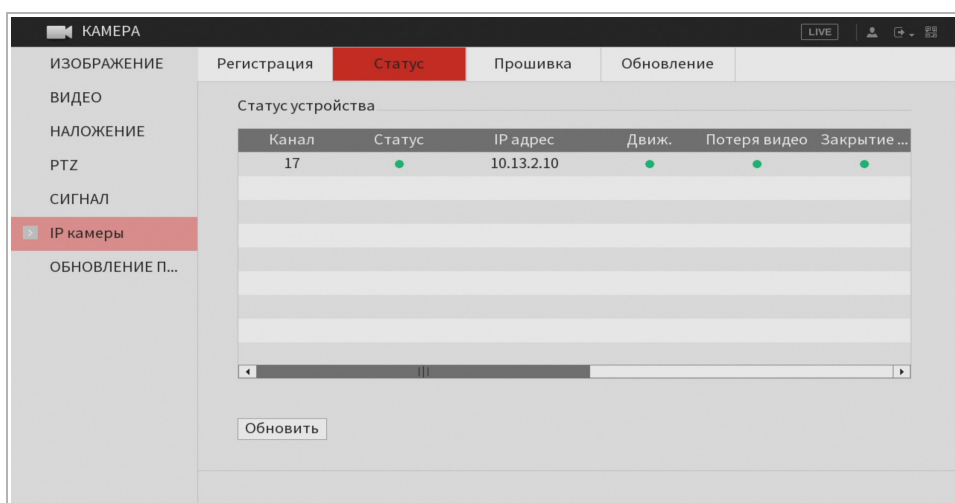 КАМЕРА LIVE
ИЗОБРАЖЕНИЕ
ВИДЕО
НАЛОЖЕНИЕ
PTZ
СИГНАЛ
IP камеры
ОБНОВЛЕНИЕ П...
Регистрация Статус Прошивка Обновление
Статус устройства
Канал Статус IP адрес Движ. Потеря видео Закрытие ...
17 10.13.2.10
Обновить